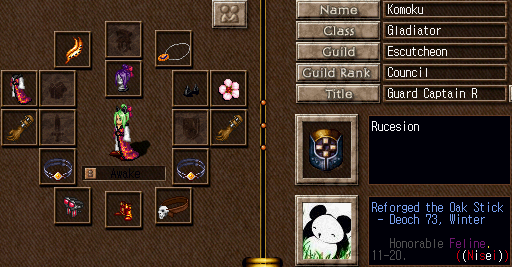 Name Komoku
Class Gladiator
Guild Escutcheon
Guild Rank Council
Title Guard Captain R
Rucesion
Awake
Reforged the Oak Stick
- Deoch 73, Winter
Honorable Feline.
11-20. ((Nisei))